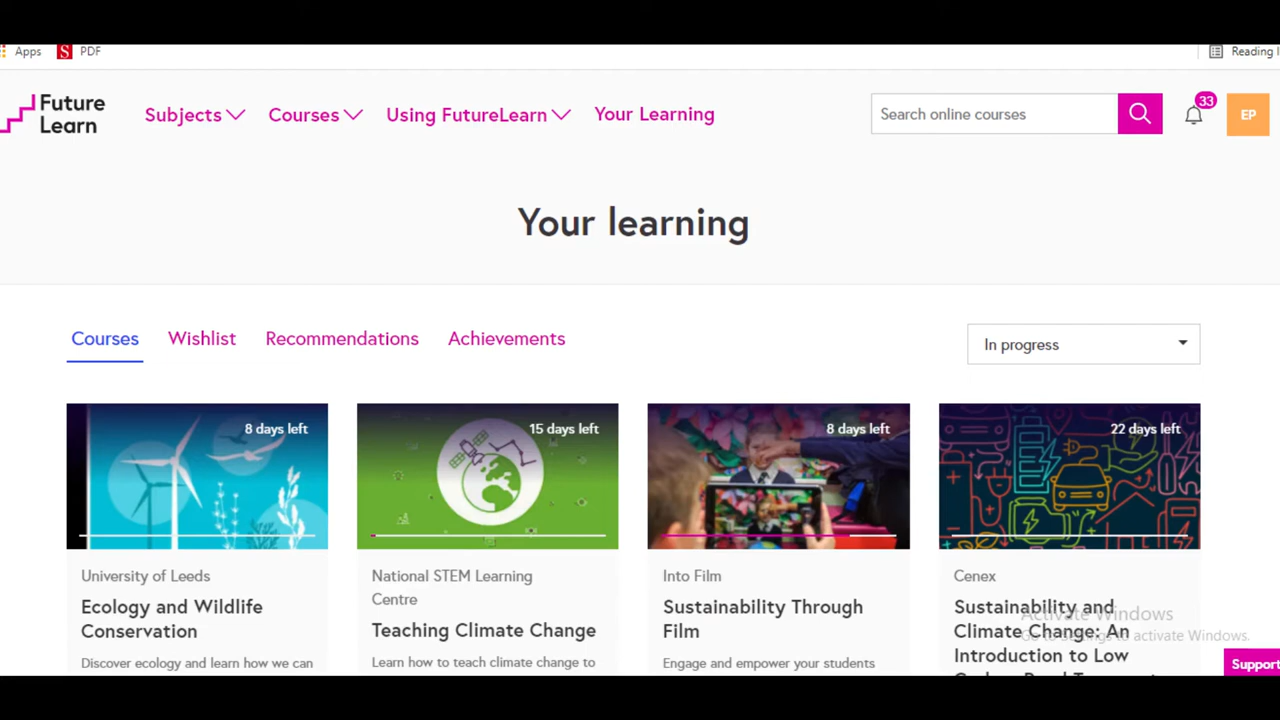 Apps S PDF Reading
Future
Learn
Subjects Courses Using FutureLearn Your Learning Search online courses 33 EP
Your learning
Courses Wishlist Recommendations Achievements In progress
8 days left 15 days left 8 days left 22 days left
University of Leeds
Ecology and Wildlife
Conservation
Discover ecology and learn how we can
National STEM Learning
Centre
Teaching Climate Change
Learn how to teach climate change to
Into Film
Sustainability Through
Film
Engage and empower your students
Cenex
Sustainability and
Climate Change: An
Introduction to Low
Activate Windows
Go to Settings to activate Windows.
Support